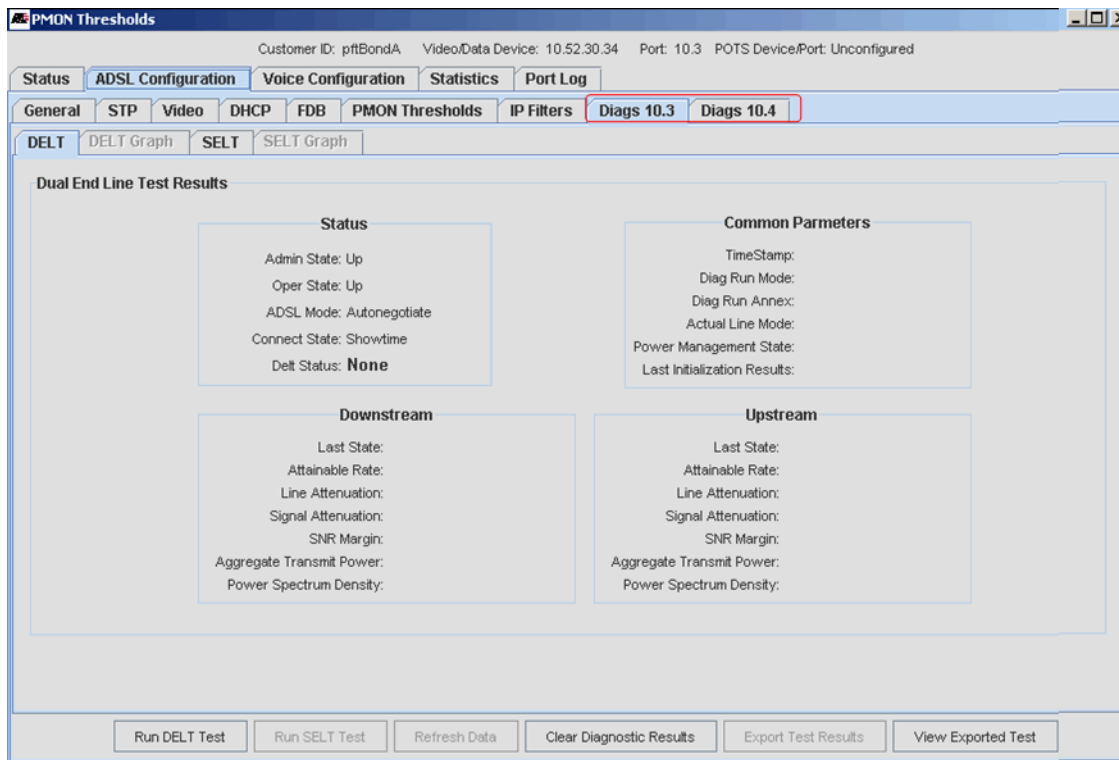 PMON Thresholds
Customer ID: pftBondA Video/Data Device: 10.52.30.34 Port: 10.3 POTS Device/Port: Unconfigured
Status ADSL Configuration Voice Configuration Statistics Port Log
General STP Video DHCP FDB PMON Thresholds IP Filters Diags 10.3 Diags 10.4
DELT DELT Graph SELT SELT Graph
Dual End Line Test Results
Status
Admin State: Up
Oper State: Up
ADSL Mode: Autonegotiate
Connect State: Showtime
Delt Status: None
Common Parmeters
TimeStamp:
Diag Run Mode:
Diag Run Annex:
Actual Line Mode:
Power Management State:
Last Initialization Results:
Downstream
Last State:
Attainable Rate:
Line Attenuation:
Signal Attenuation:
SNR Margin:
Aggregate Transmit Power:
Power Spectrum Density:
Upstream
Last State:
Attainable Rate:
Line Attenuation:
Signal Attenuation:
SNR Margin:
Aggregate Transmit Power:
Power Spectrum Density:
Run DELT Test Run SELT Test Refresh Data Clear Diagnostic Results Export Test Results View Exported Test